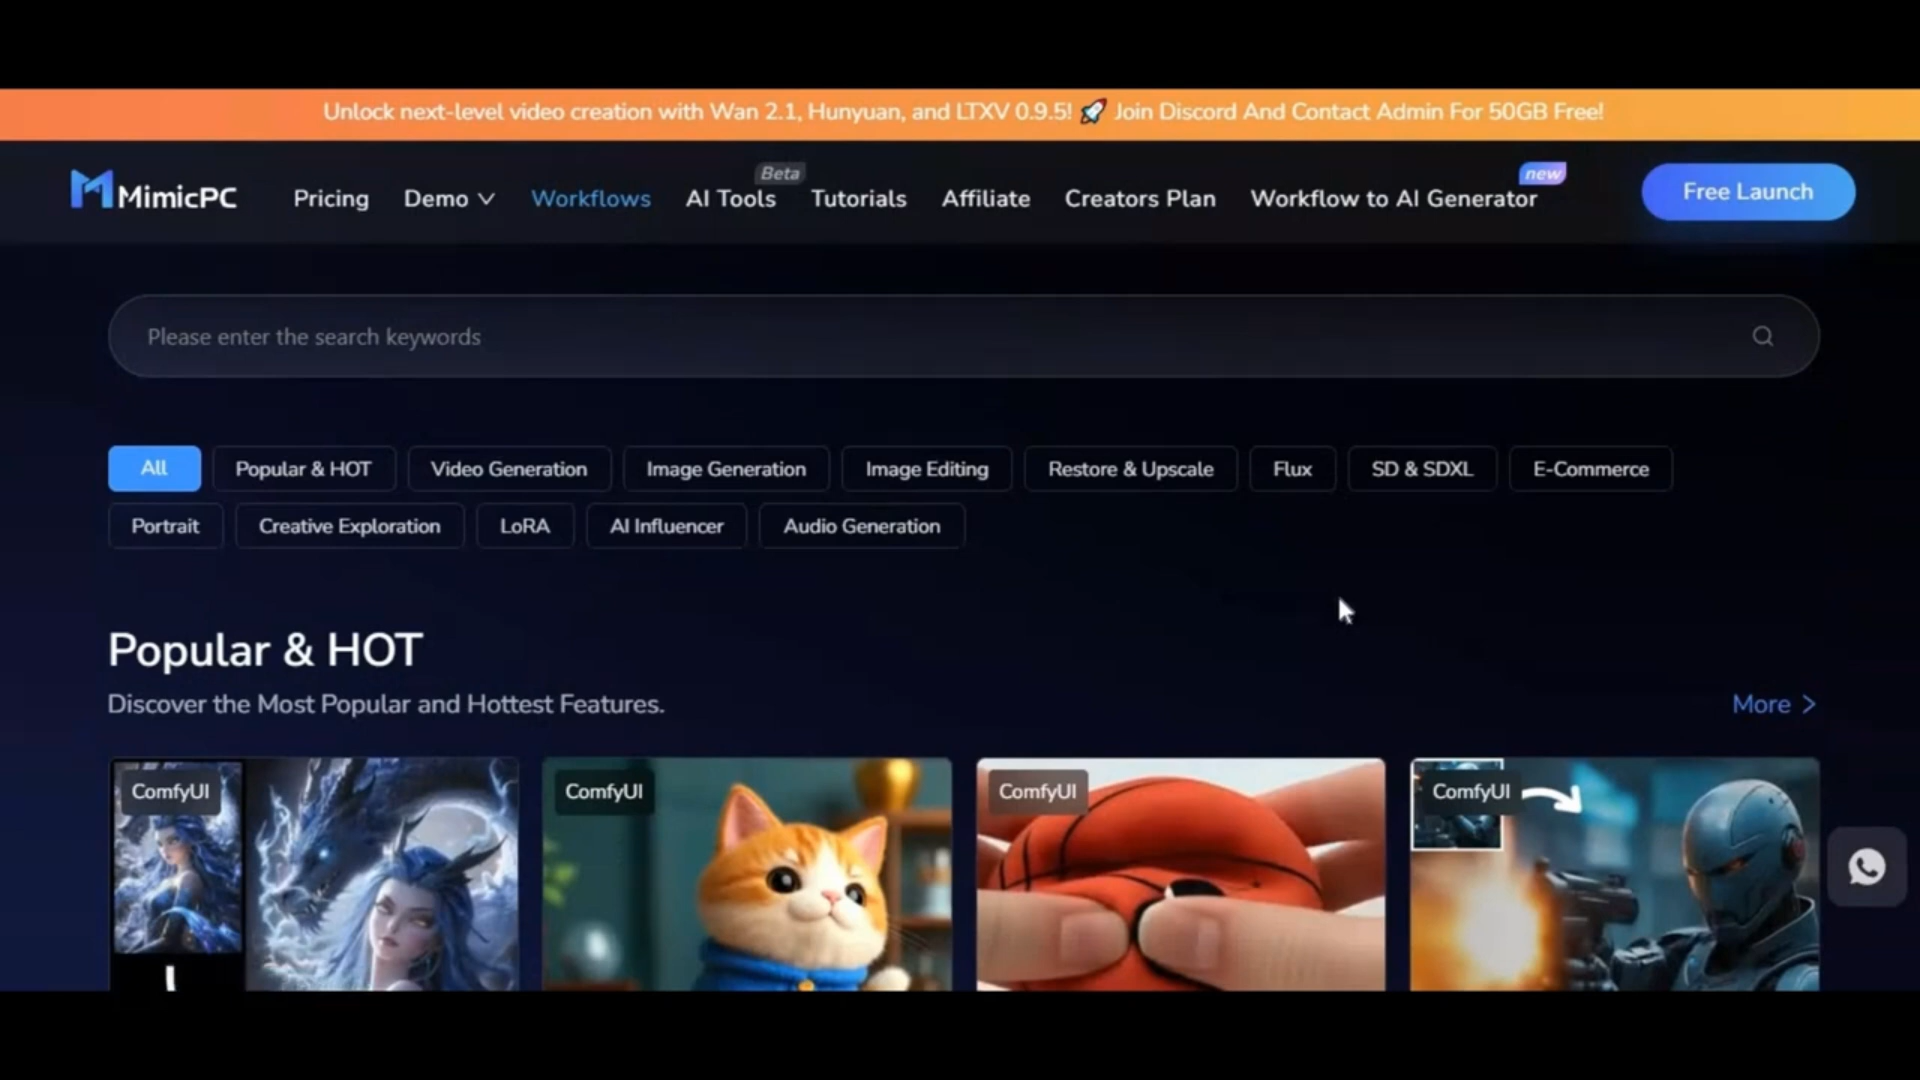 Unlock next-level video creation with Wan 2.1, Hunyuan, and LTXV 0.9.5! 🚀 Join Discord And Contact Admin For 50GB Free!
MimicPC
Pricing
Demo
Workflows
AI Tools
Beta
Tutorials
Affiliate
Creators Plan
Workflow to AI Generator
new
Free Launch
Please enter the search keywords
All
Popular & HOT
Video Generation
Image Generation
Image Editing
Restore & Upscale
Flux
SD & SDXL
E-Commerce
Portrait
Creative Exploration
LoRA
AI Influencer
Audio Generation
Popular & HOT
Discover the Most Popular and Hottest Features.
More >
ComfyUI
ComfyUI
ComfyUI
ComfyUI